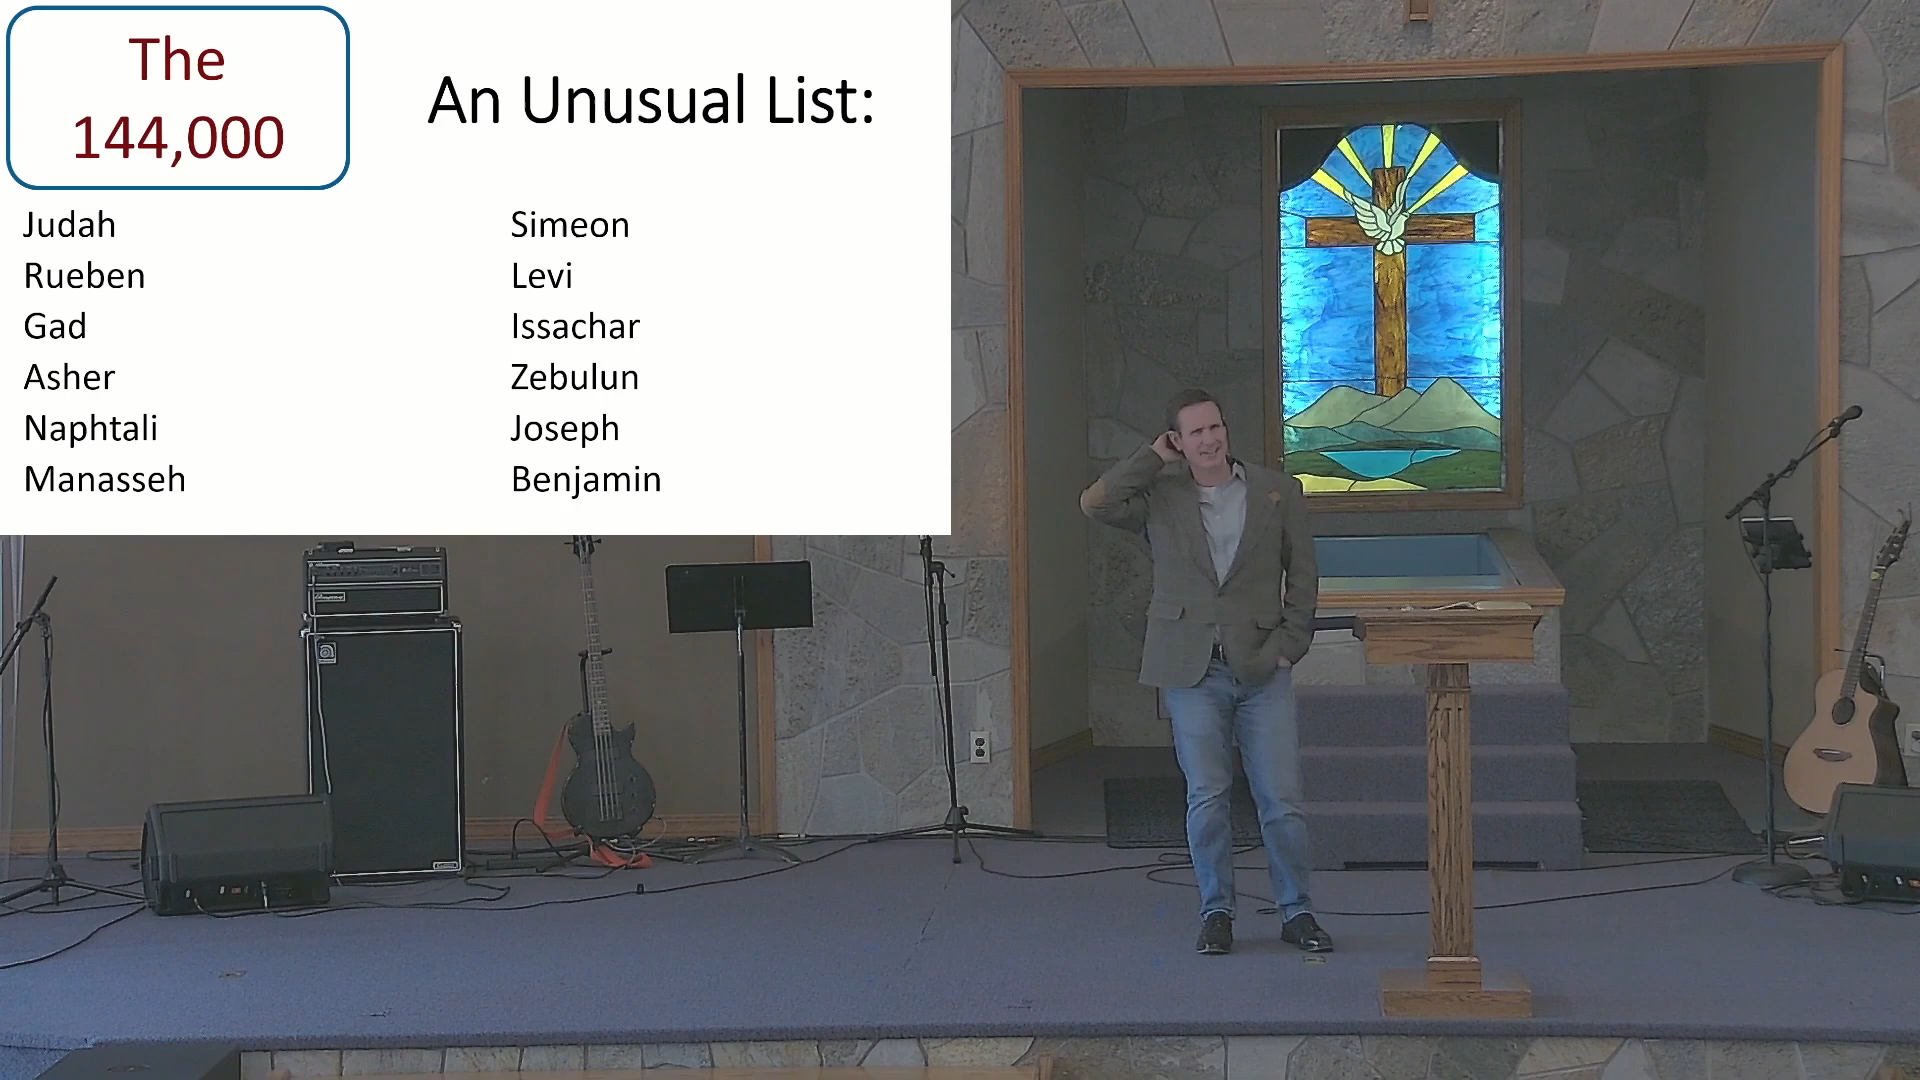 The
144,000
An Unusual List:
Judah
Rueben
Gad
Asher
Naphtali
Manasseh
Simeon
Levi
Issachar
Zebulun
Joseph
Benjamin